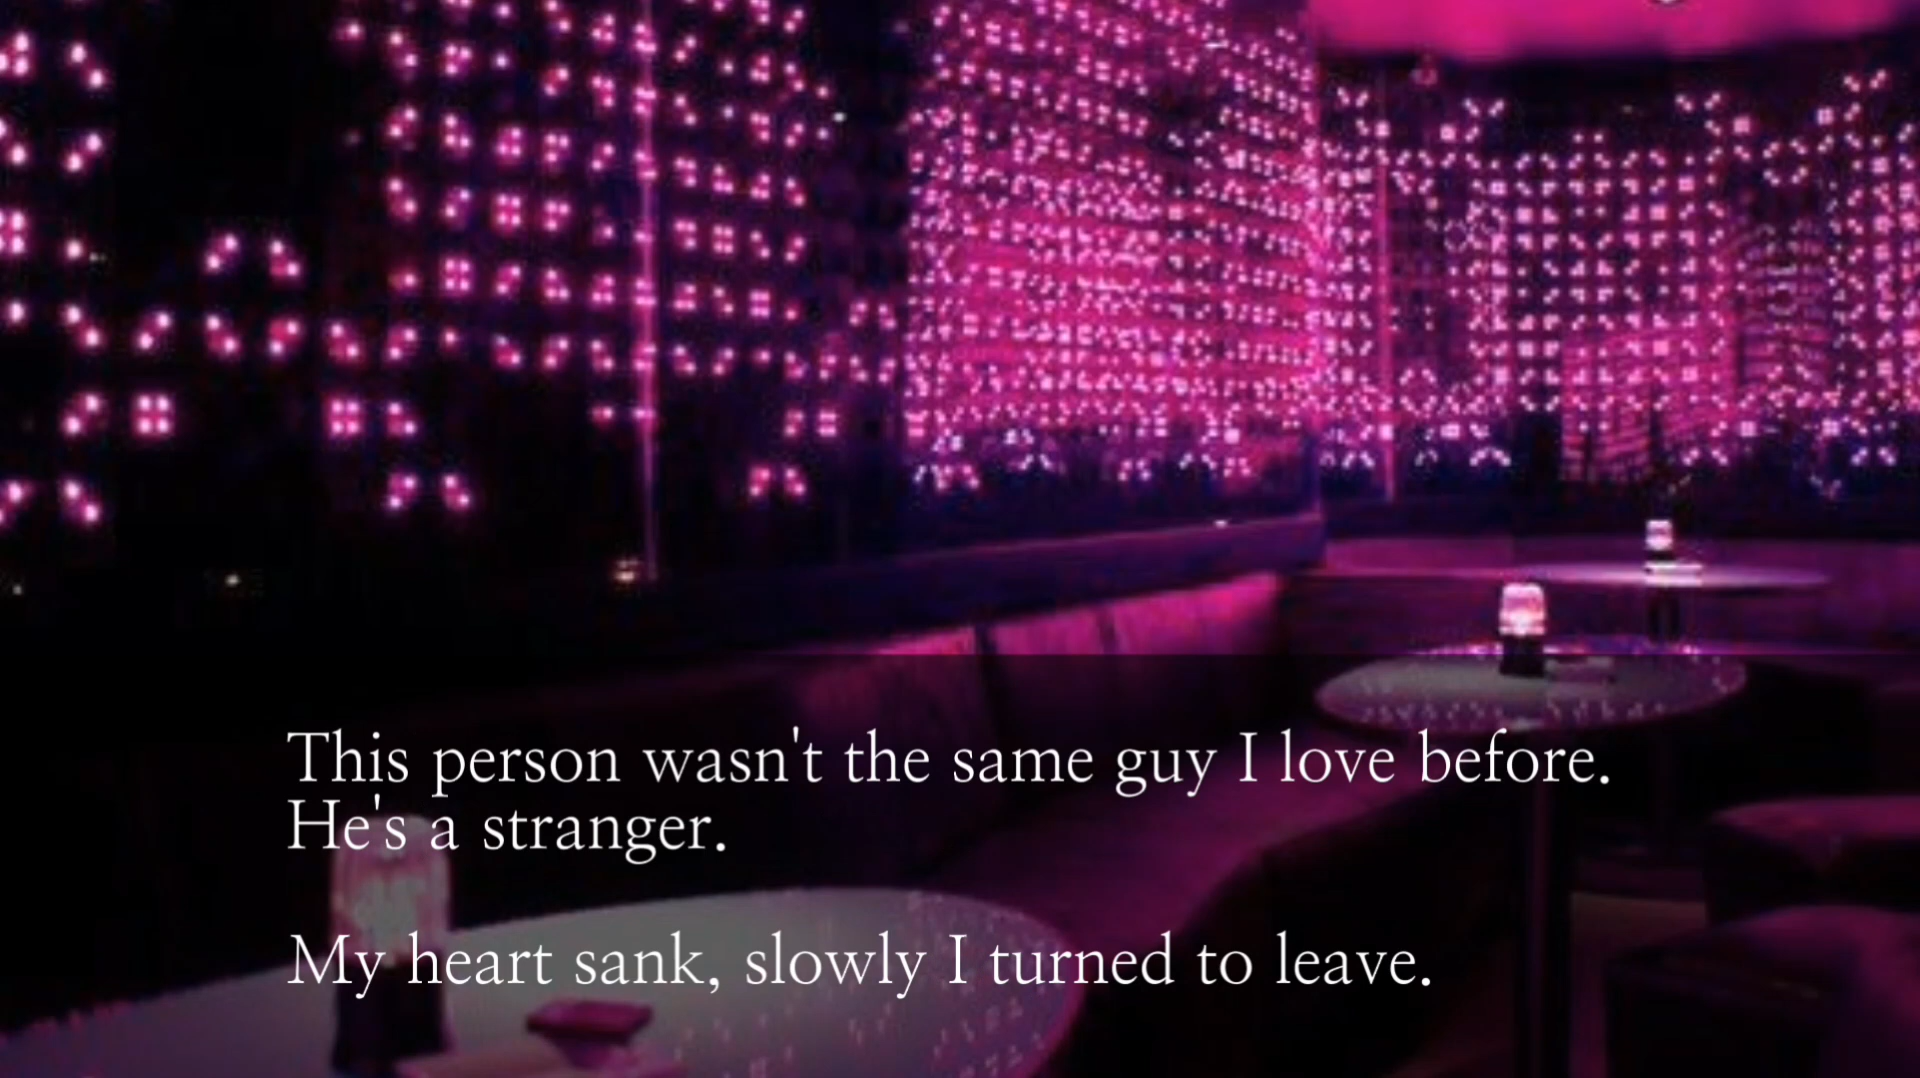 This person wasn't the same guy I love before.
He's a stranger.
My heart sank, slowly I turned to leave.